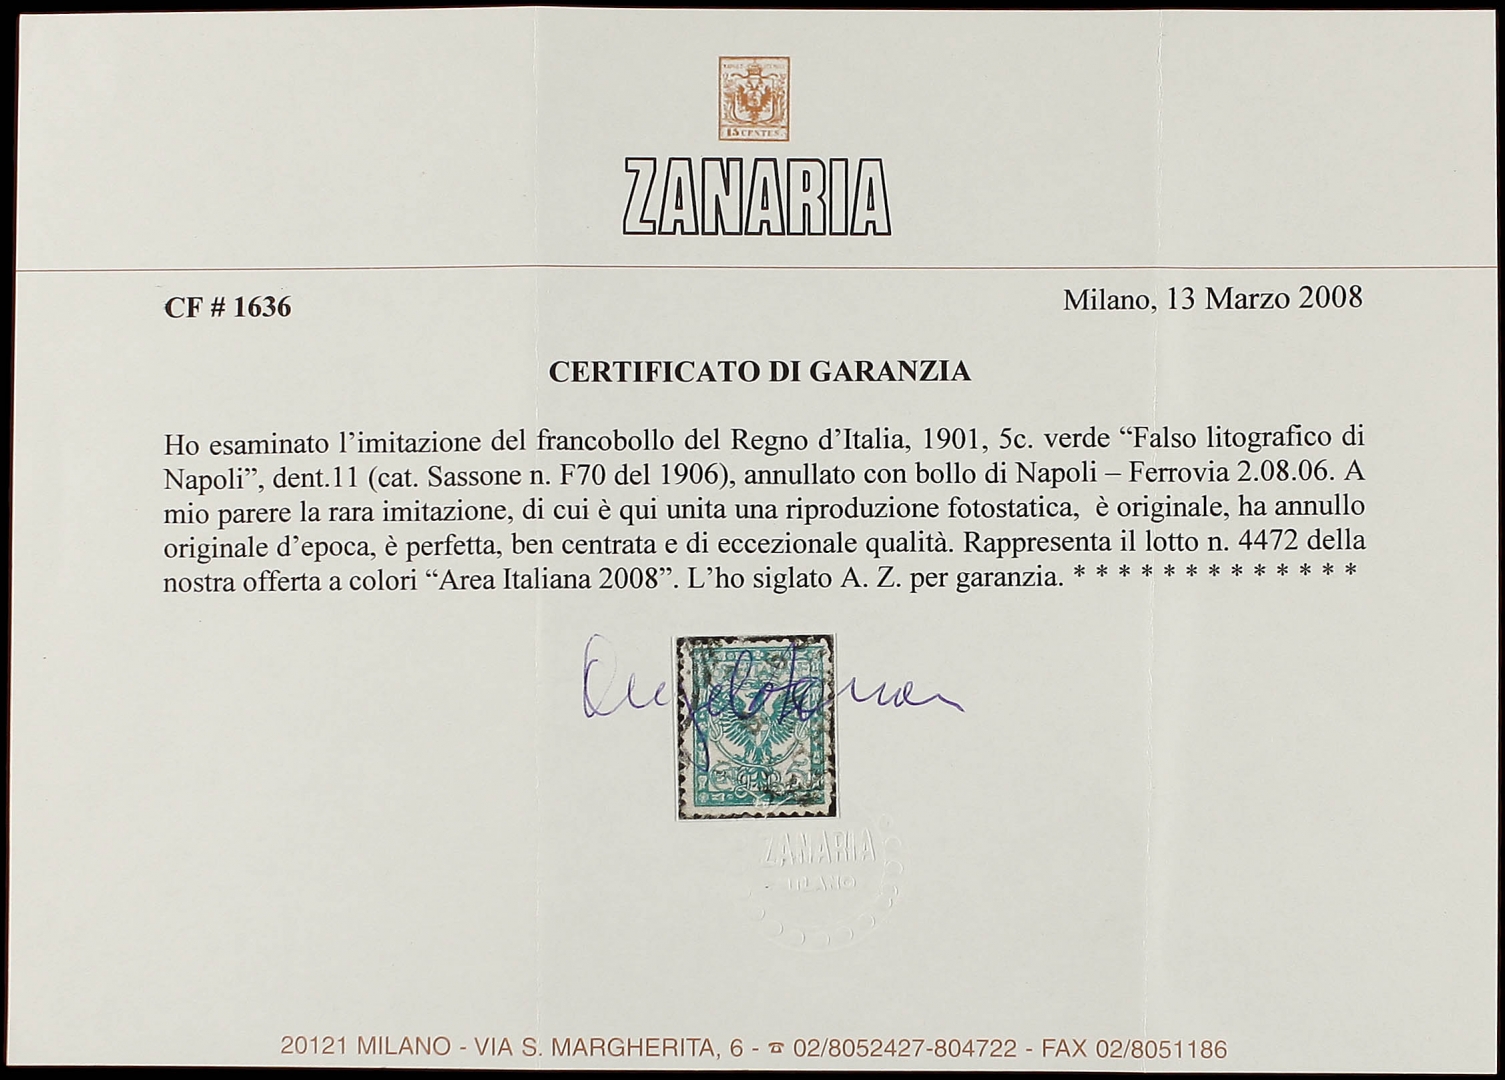 15 CENTES.
ZANARIA
CF # 1636
Milano, 13 Marzo 2008
CERTIFICATO DI GARANZIA
Ho esaminato l’imitazione del francobollo del Regno d’Italia, 1901, 5c. verde “Falso litografico di
Napoli”, dent.11 (cat. Sassone n. F70 del 1906), annullato con bollo di Napoli – Ferrovia 2.08.06. A
mio parere la rara imitazione, di cui è qui unita una riproduzione fotostatica, è originale, ha annullo
originale d’epoca, è perfetta, ben centrata e di eccezionale qualità. Rappresenta il lotto n. 4472 della
nostra offerta a colori “Area Italiana 2008”. L’ho siglato A. Z. per garanzia. * * * * * * * * * * * * *
ZANARIA
MILANO
20121 MILANO - VIA S. MARGHERITA, 6 - ☎ 02/8052427-804722 - FAX 02/8051186